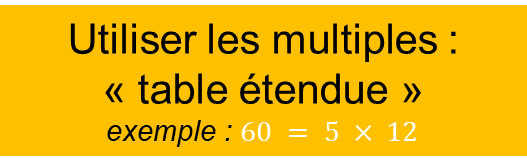 Utiliser les multiples :
« table étendue »
exemple : 60 = 5 × 12